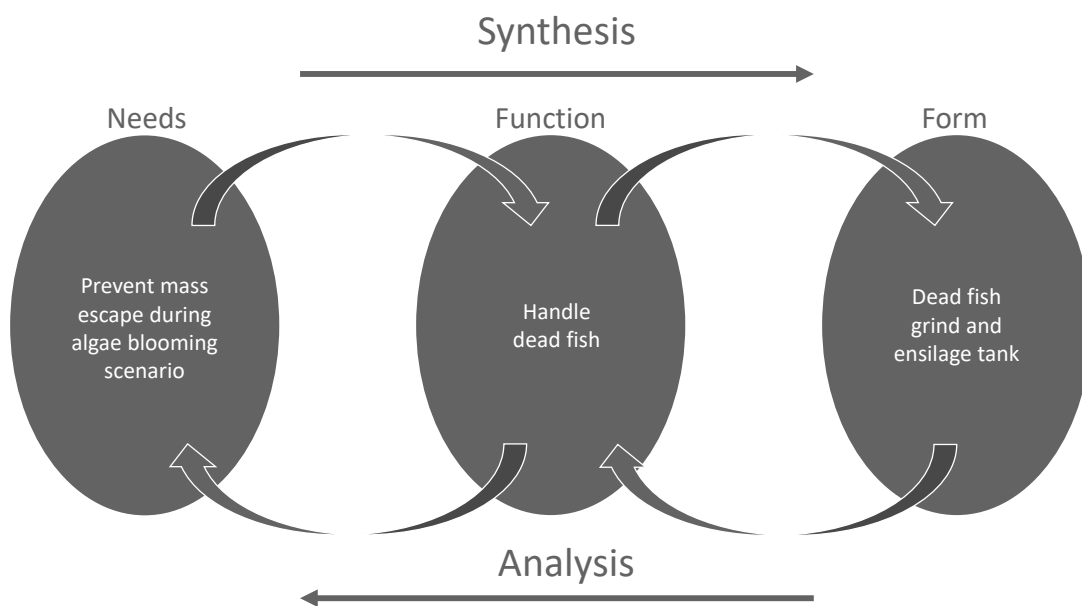 Synthesis
Needs
Function
Form
Prevent mass
escape during
algae blooming
scenario
Handle
dead fish
Dead fish
grind and
ensilage tank
Analysis